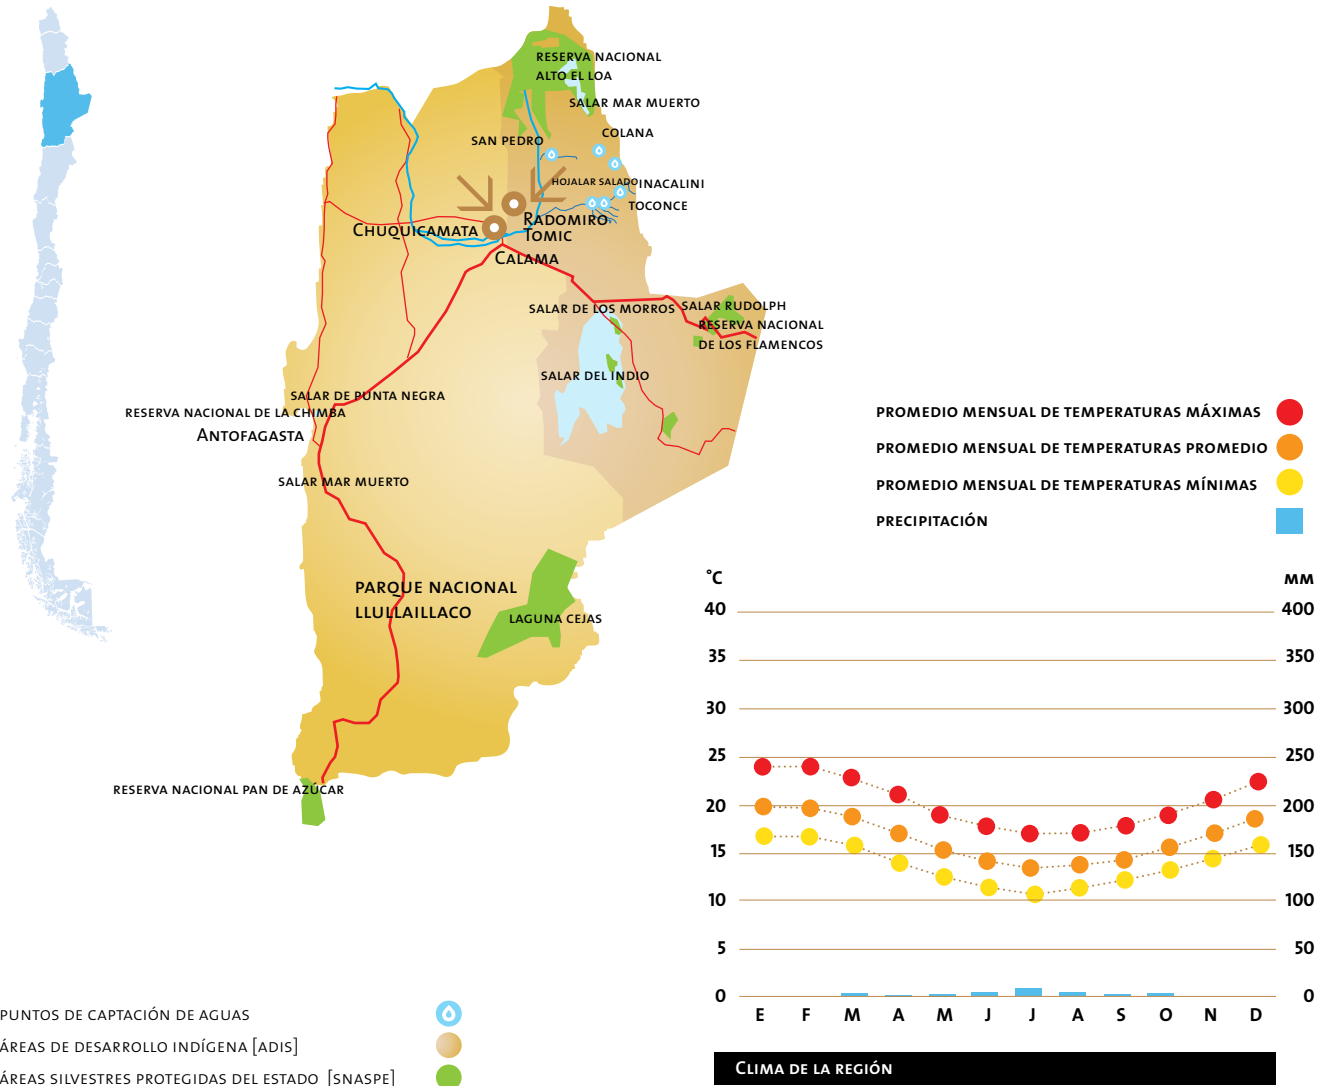 RESERVA NACIONAL
ALTO EL LOA
SALAR MAR MUERTO
COLANA
SAN PEDRO
HOJALAR SALADO
INACALINI
TOCONCE
RADOMIRO
TOMIC
CHUQUICAMATA
CALAMA
SALAR DE LOS MORROS
SALAR RUDOLPH
RESERVA NACIONAL
DE LOS FLAMENCOS
SALAR DEL INDIO
SALAR DE PUNTA NEGRA
RESERVA NACIONAL DE LA CHIMBA
ANTOFAGASTA
SALAR MAR MUERTO
PARQUE NACIONAL
LLULLAILLACO
LAGUNA CEJAS
RESERVA NACIONAL PAN DE AZÚCAR
PUNTOS DE CAPTACIÓN DE AGUAS
ÁREAS DE DESARROLLO INDÍGENA [ADIS]
ÁREAS SILVESTRES PROTEGIDAS DEL ESTADO [SNASPE]
PROMEDIO MENSUAL DE TEMPERATURAS MÁXIMAS
PROMEDIO MENSUAL DE TEMPERATURAS PROMEDIO
PROMEDIO MENSUAL DE TEMPERATURAS MÍNIMAS
PRECIPITACIÓN
°C MM
40 400
35 350
30 300
25 250
20 200
15 150
10 100
5 50
0 0
E F M A M J J A S O N D
CLIMA DE LA REGIÓN